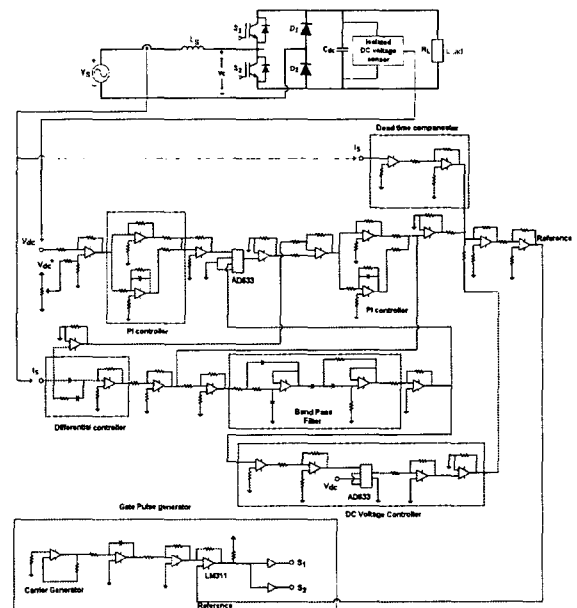 S1
D1
LS
Cdc
Isolated
DC voltage
sensor
RL
Load
VS
+
-
S2
D2
Dead time compansator
IS
Vdc
Vdc*
AD633
PI controller
PI controller
Reference
IS
Differential controller
Band Pass
Filter
Vdc
AD633
DC Voltage Controller
Gate Pulse generator
LM311
S1
S2
Carrier Generator
Reference